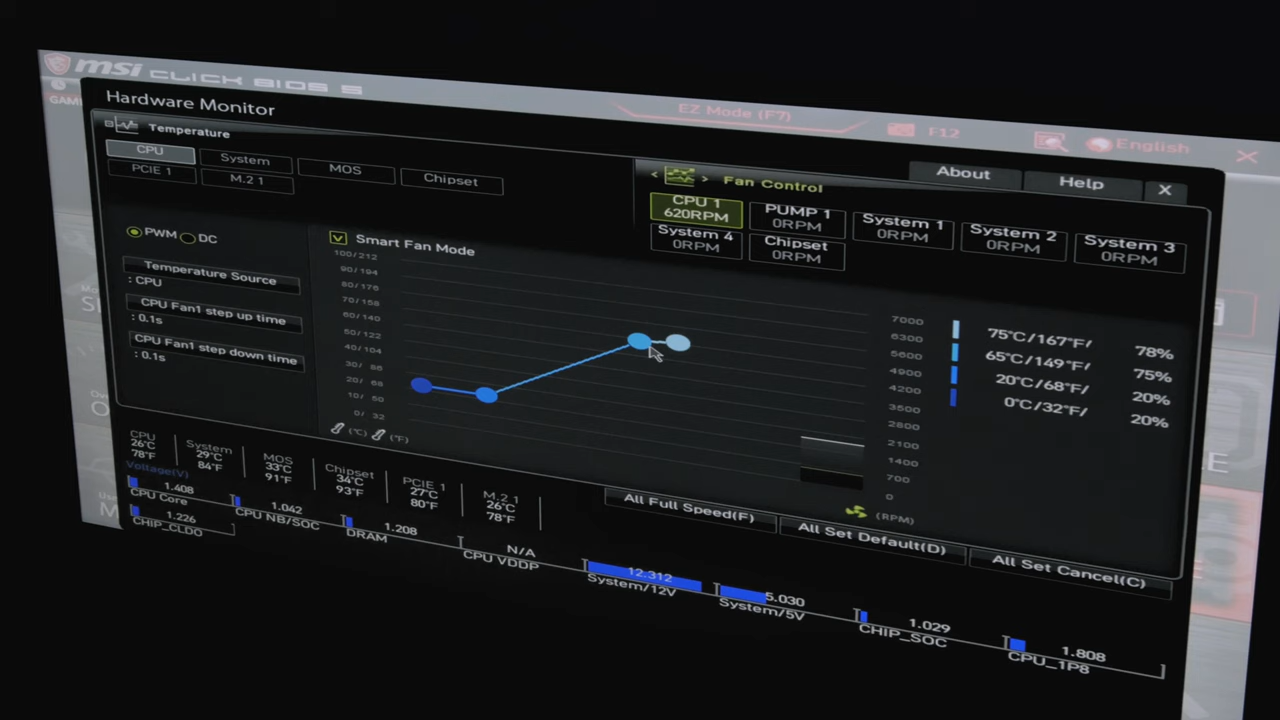 msi CLICK BIOS 5
GAM
EZ Mode (F7)
F12
English
Hardware Monitor
Temperature
CPU
System
MOS
Chipset
PCIE 1
M.2 1
Fan Control
About
Help
X
CPU 1
620RPM
PUMP 1
0RPM
System 1
0RPM
System 2
0RPM
System 3
0RPM
System 4
0RPM
Chipset
0RPM
PWM
DC
Temperature Source
: CPU
CPU Fan1 step up time
: 0.1s
CPU Fan1 step down time
: 0.1s
Smart Fan Mode
100/212
90/194
80/176
70/158
60/140
50/122
40/104
30/ 86
20/ 68
10/ 50
0/ 32
(°C)
(°F)
7000
6300
5600
4900
4200
3500
2800
2100
1400
700
0
(RPM)
75°C/167°F/ 78%
65°C/149°F/ 75%
20°C/68°F/ 20%
0°C/32°F/ 20%
CPU
26°C
78°F
System
29°C
84°F
MOS
33°C
91°F
Chipset
34°C
93°F
PCIE 1
27°C
80°F
M.2 1
26°C
78°F
All Full Speed(F)
All Set Default(D)
All Set Cancel(C)
Voltage(V)
1.408
CPU Core
1.042
CPU NB/SOC
1.208
DRAM
N/A
CPU VDDP
12.312
System/12V
5.030
System/5V
1.029
CHIP_SOC
1.808
CPU_1P8
1.226
CHIP_CLDO